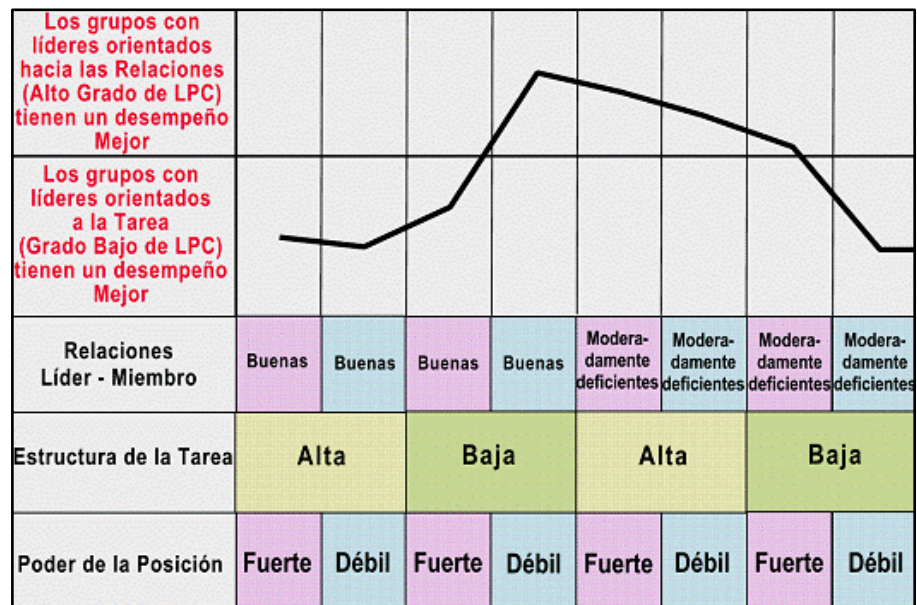 Los grupos con
líderes orientados
hacia las Relaciones
(Alto Grado de LPC)
tienen un desempeño
Mejor
Los grupos con
líderes orientados
a la Tarea
(Grado Bajo de LPC)
tienen un desempeño
Mejor
Relaciones
Líder - Miembro
Buenas
Buenas
Buenas
Buenas
Modera-
damente
deficientes
Modera-
damente
deficientes
Modera-
damente
deficientes
Modera-
damente
deficientes
Estructura de la Tarea
Alta
Baja
Alta
Baja
Poder de la Posición
Fuerte
Débil
Fuerte
Débil
Fuerte
Débil
Fuerte
Débil